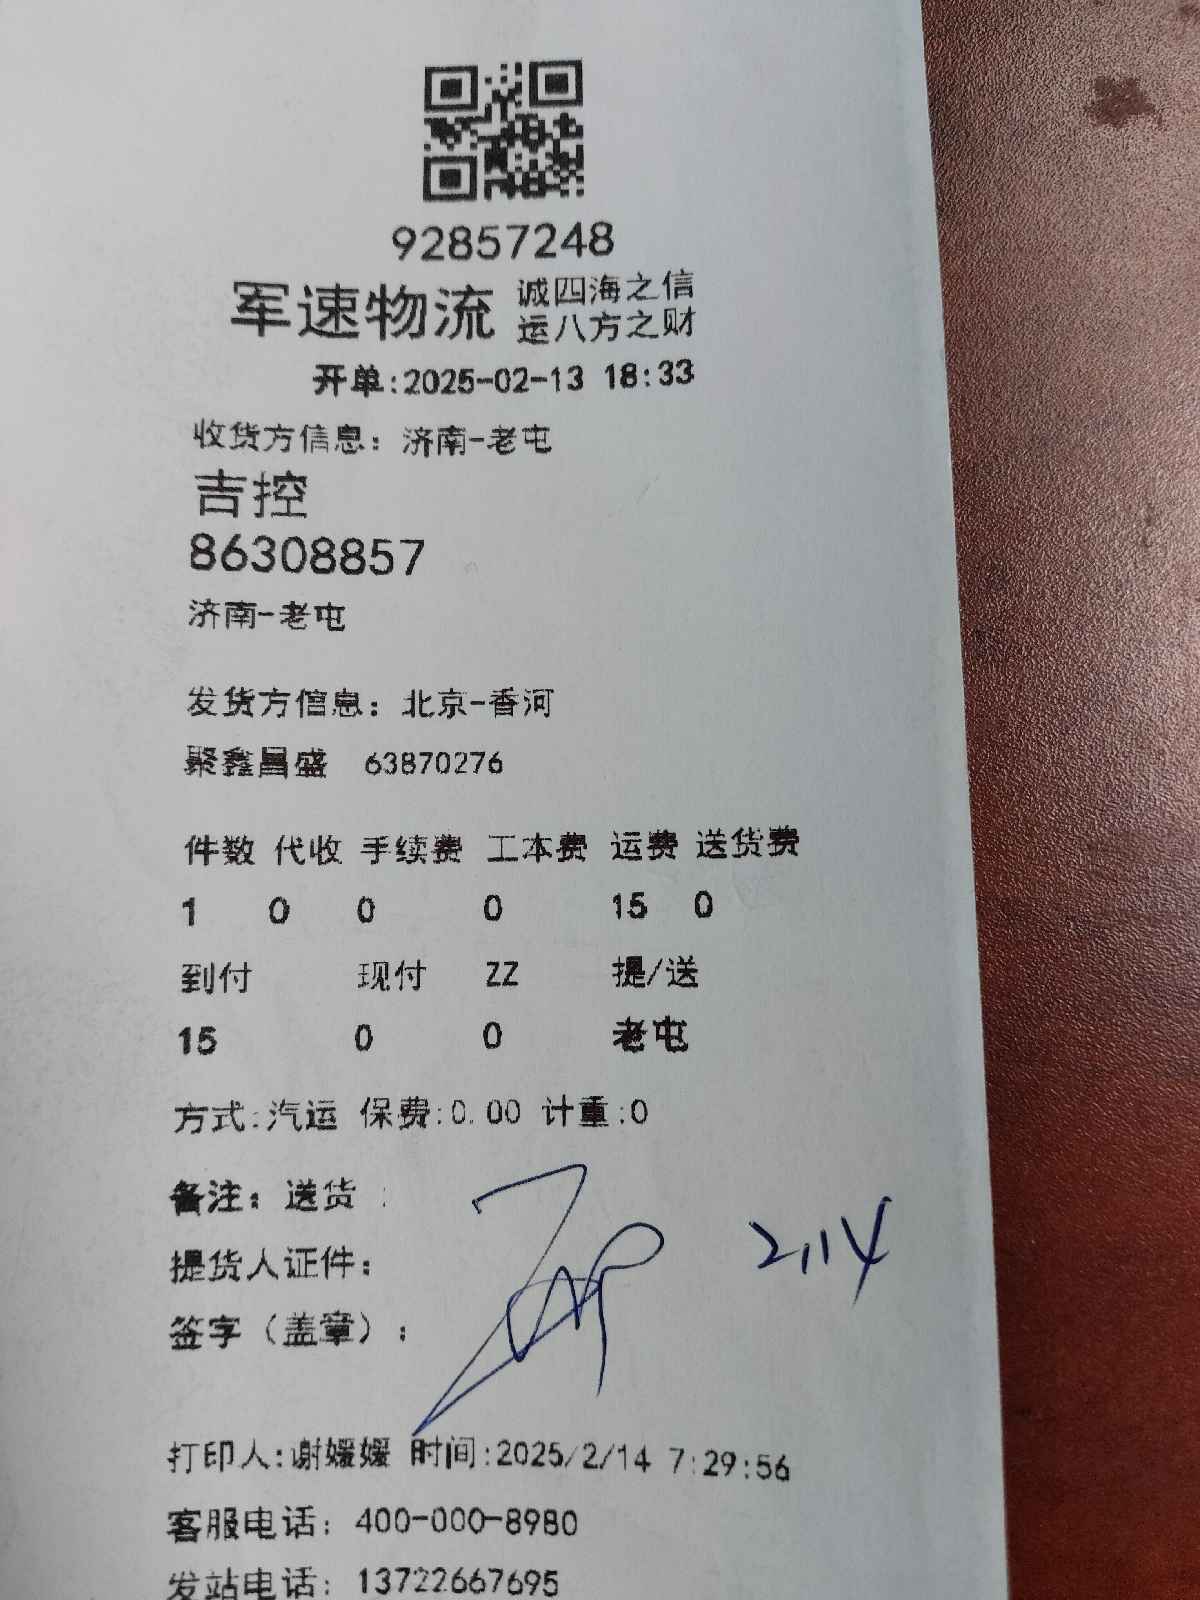 92857248
军速物流 诚四海之信
运八方之财
开单:2025-02-13 18:33
收货方信息：济南-老屯
吉控
86308857
济南-老屯
发货方信息：北京-香河
聚鑫昌盛 63870276
件数 代收 手续费 工本费 运费 送货费
1 0 0 0 15 0
到付 现付 ZZ 提/送
15 0 0 老屯
方式:汽运 保费:0.00 计重:0
备注：送货 :
提货人证件：
2.14
签字（盖章）：
打印人:谢媛媛 时间:2025/2/14 7:29:56
客服电话：400-000-8980
发站电话：13722667695